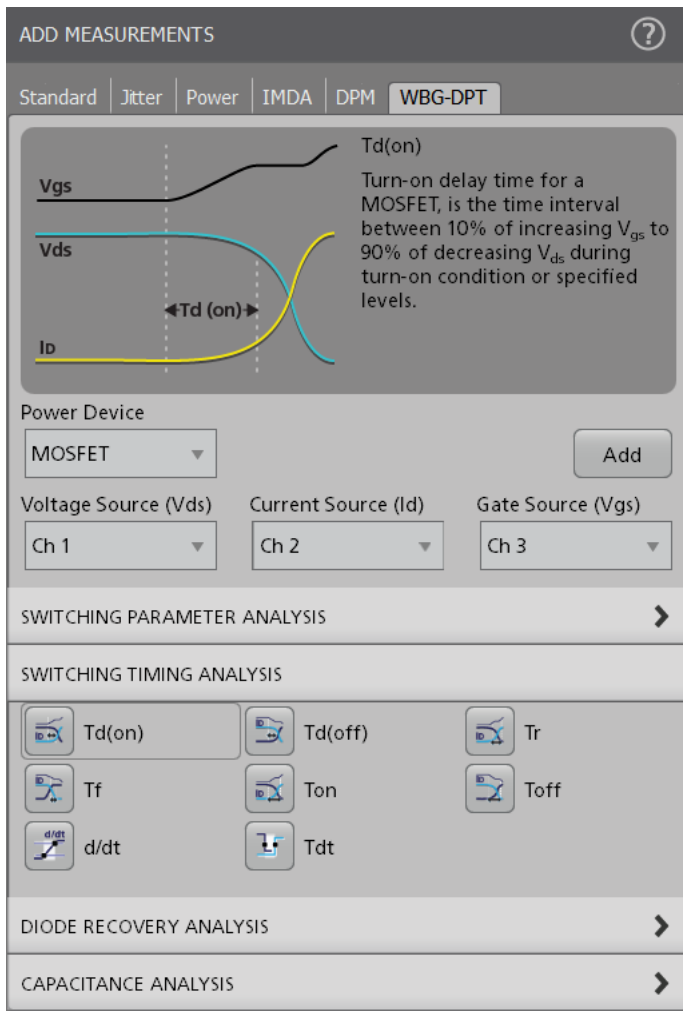 ADD MEASUREMENTS
?
Standard Jitter Power IMDA DPM WBG-DPT
Td(on)
Turn-on delay time for a
MOSFET, is the time interval
between 10% of increasing Vgs to
90% of decreasing Vds during
turn-on condition or specified
levels.
Vgs
Vds
Td (on)
ID
Power Device
MOSFET
Add
Voltage Source (Vds) Current Source (Id) Gate Source (Vgs)
Ch 1 Ch 2 Ch 3
SWITCHING PARAMETER ANALYSIS
SWITCHING TIMING ANALYSIS
Td(on) Td(off) Tr
Tf Ton Toff
d/dt d/dt Tdt
DIODE RECOVERY ANALYSIS
CAPACITANCE ANALYSIS